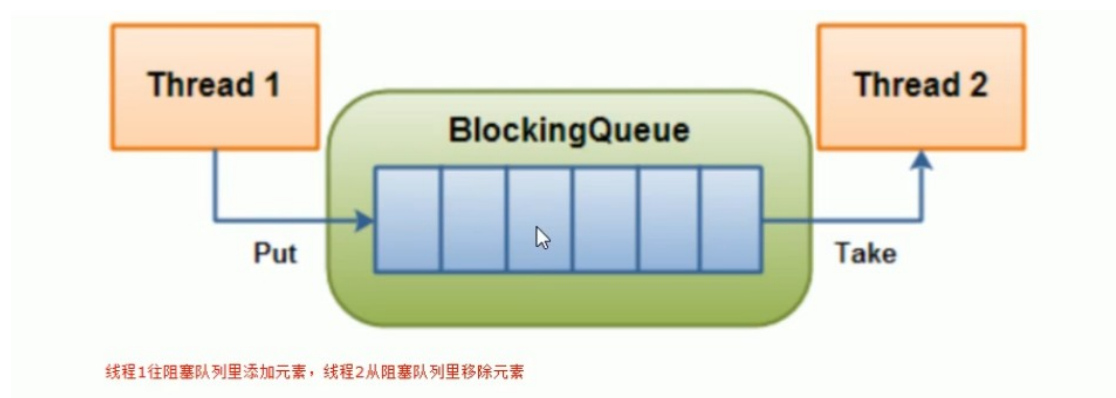 Thread 1
Thread 2
BlockingQueue
Put
Take
线程1往阻塞队列里添加元素，线程2从阻塞队列里移除元素